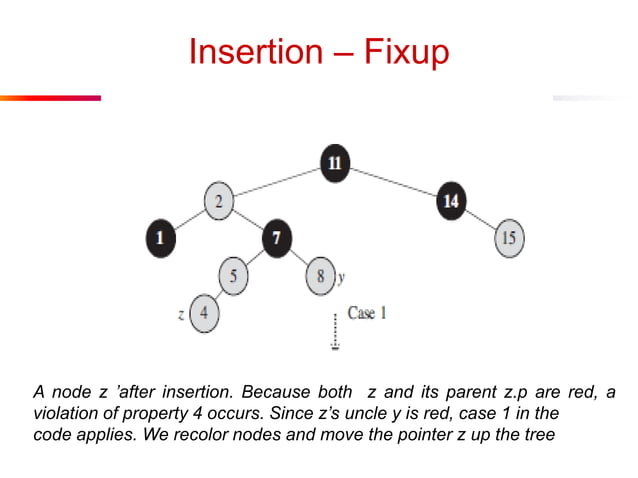 Insertion – Fixup
11
2
14
1
7
15
5
8 y
z 4
Case 1
A node z ’after insertion. Because both z and its parent z.p are red, a
violation of property 4 occurs. Since z’s uncle y is red, case 1 in the
code applies. We recolor nodes and move the pointer z up the tree